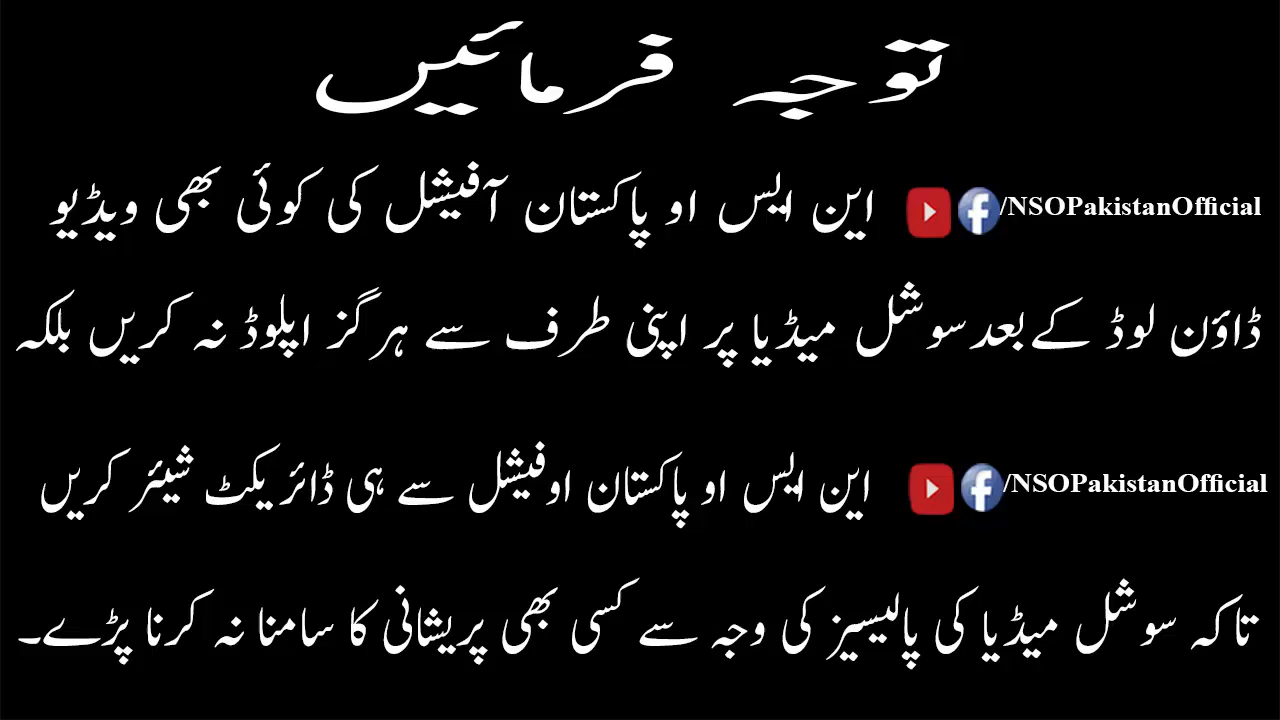 توجہ فرمائیں
/NSOPakistanOfficial این ایس او پاکستان آفیشل کی کوئی بھی ویڈیو
ڈاؤن لوڈ کے بعد سوشل میڈیا پر اپنی طرف سے ہرگز اپلوڈ نہ کریں بلکہ
/NSOPakistanOfficial این ایس او پاکستان اوفیشل سے ہی ڈائریکٹ شیئر کریں
تاکہ سوشل میڈیا کی پالیسیز کی وجہ سے کسی بھی پریشانی کا سامنا نہ کرنا پڑے۔